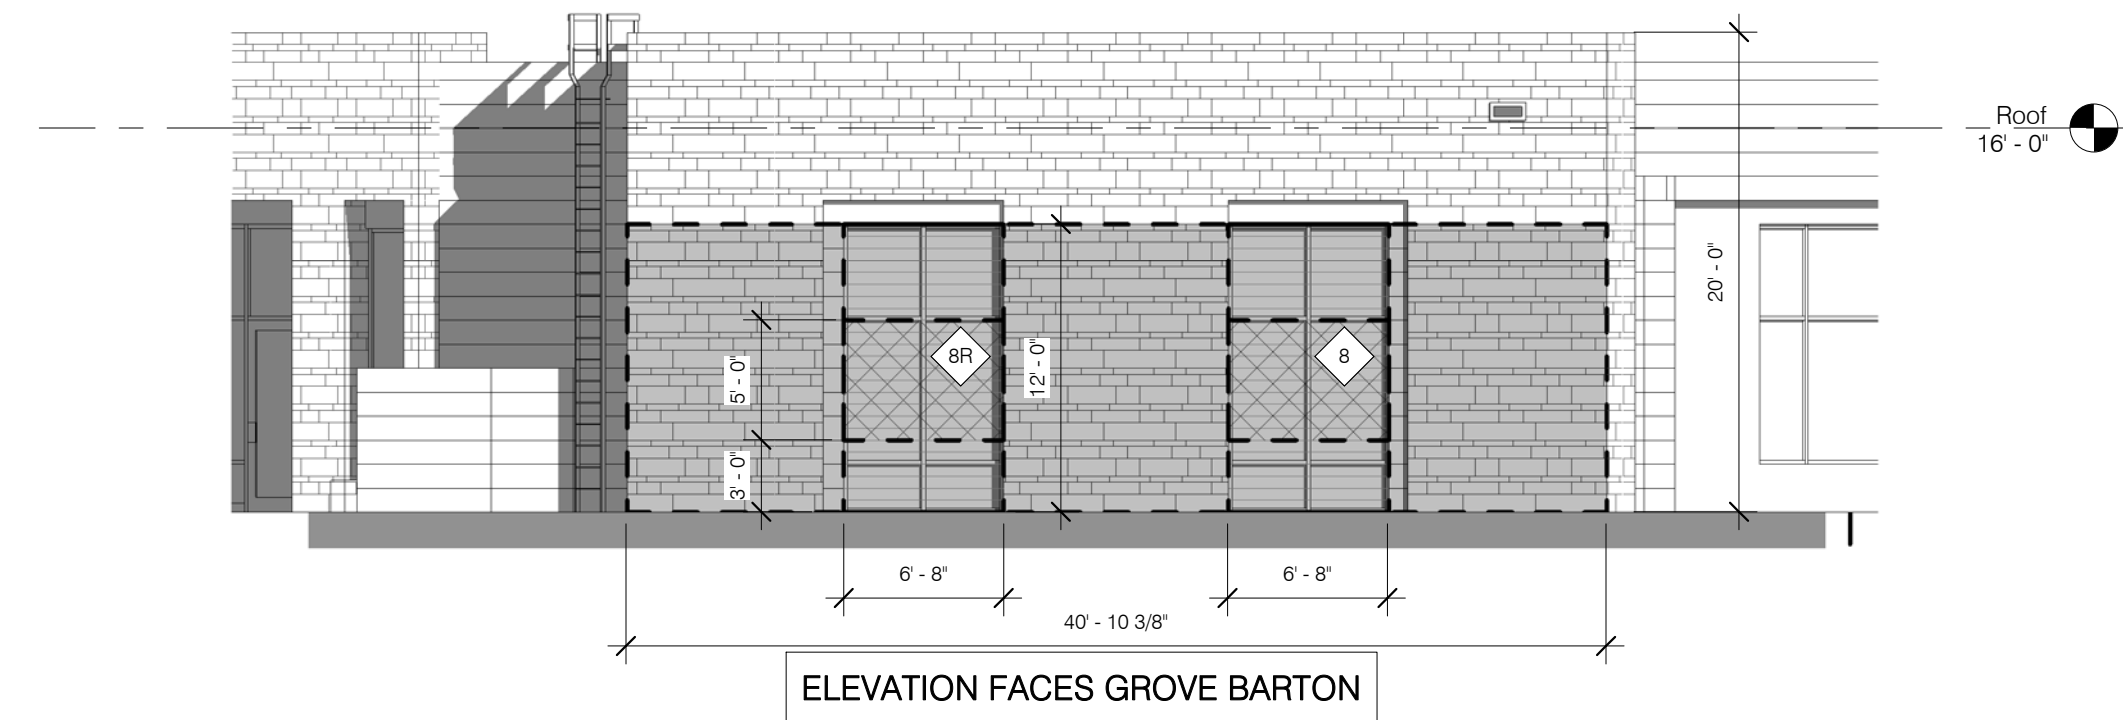 Roof
16' - 0"
20' - 0"
8R
8
5' - 0"
12' - 0"
3' - 0"
6' - 8"
6' - 8"
40' - 10 3/8"
ELEVATION FACES GROVE BARTON